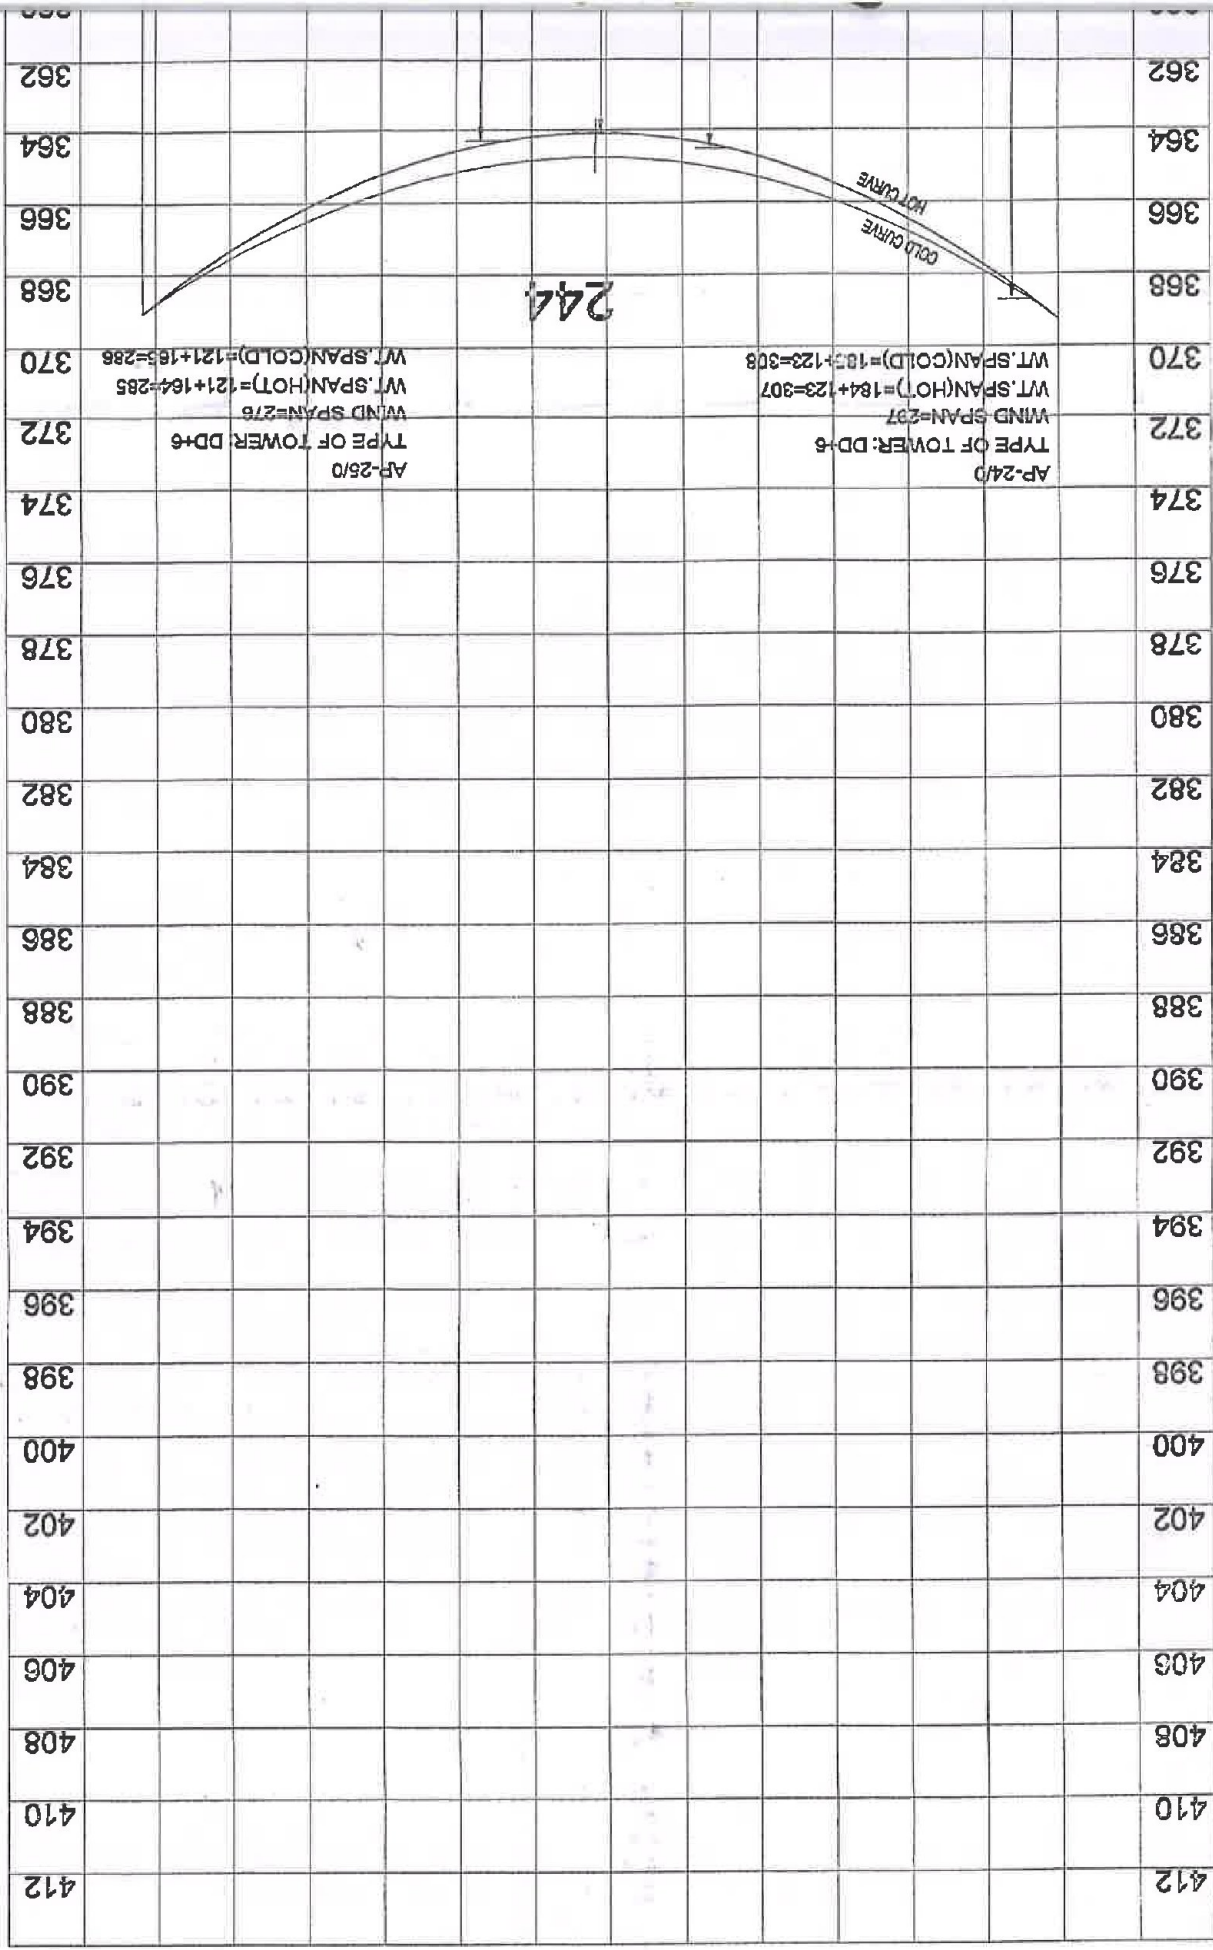 412 412
410 410
408 408
406 406
404 404
402 402
400 400
398 398
396 396
394 394
392 392
390 390
388 388
386 386
384 384
382 382
380 380
378 378
376 376
374 374
AP-24/0
TYPE OF TOWER: DD+6
WIND SPAN=297
WT.SPAN(HOT)=184+123=307
WT.SPAN(COLD)=185+123=308
AP-25/0
TYPE OF TOWER: DD+6
WIND SPAN=276
WT.SPAN(HOT)=121+164=285
WT.SPAN(COLD)=121+165=286
372 372
370 370
368 368
244
COLD CURVE
HOT CURVE
366 366
364 364
362 362